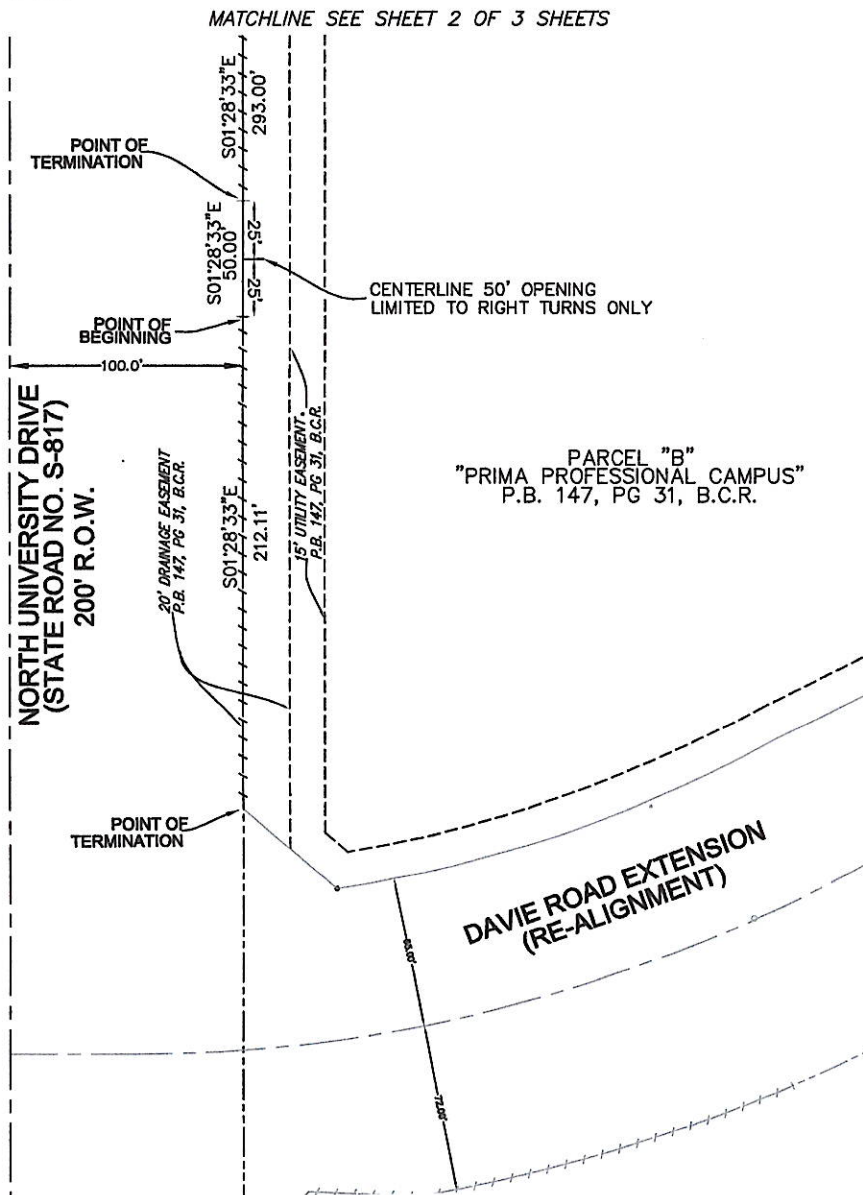 MATCHLINE SEE SHEET 2 OF 3 SHEETS
S01°28'33"E
293.00'
POINT OF
TERMINATION
S01°28'33"E
50.00'
25'
25'
CENTERLINE 50' OPENING
LIMITED TO RIGHT TURNS ONLY
POINT OF
BEGINNING
100.0'
NORTH UNIVERSITY DRIVE
(STATE ROAD NO. S-817)
200' R.O.W.
20' DRAINAGE EASEMENT
P.B. 147, PG 31, B.C.R.
S01°28'33"E
212.11'
15' UTILITY EASEMENT.
P.B. 147, PG 31, B.C.R.
PARCEL "B"
"PRIMA PROFESSIONAL CAMPUS"
P.B. 147, PG 31, B.C.R.
POINT OF
TERMINATION
DAVIE ROAD EXTENSION
(RE-ALIGNMENT)